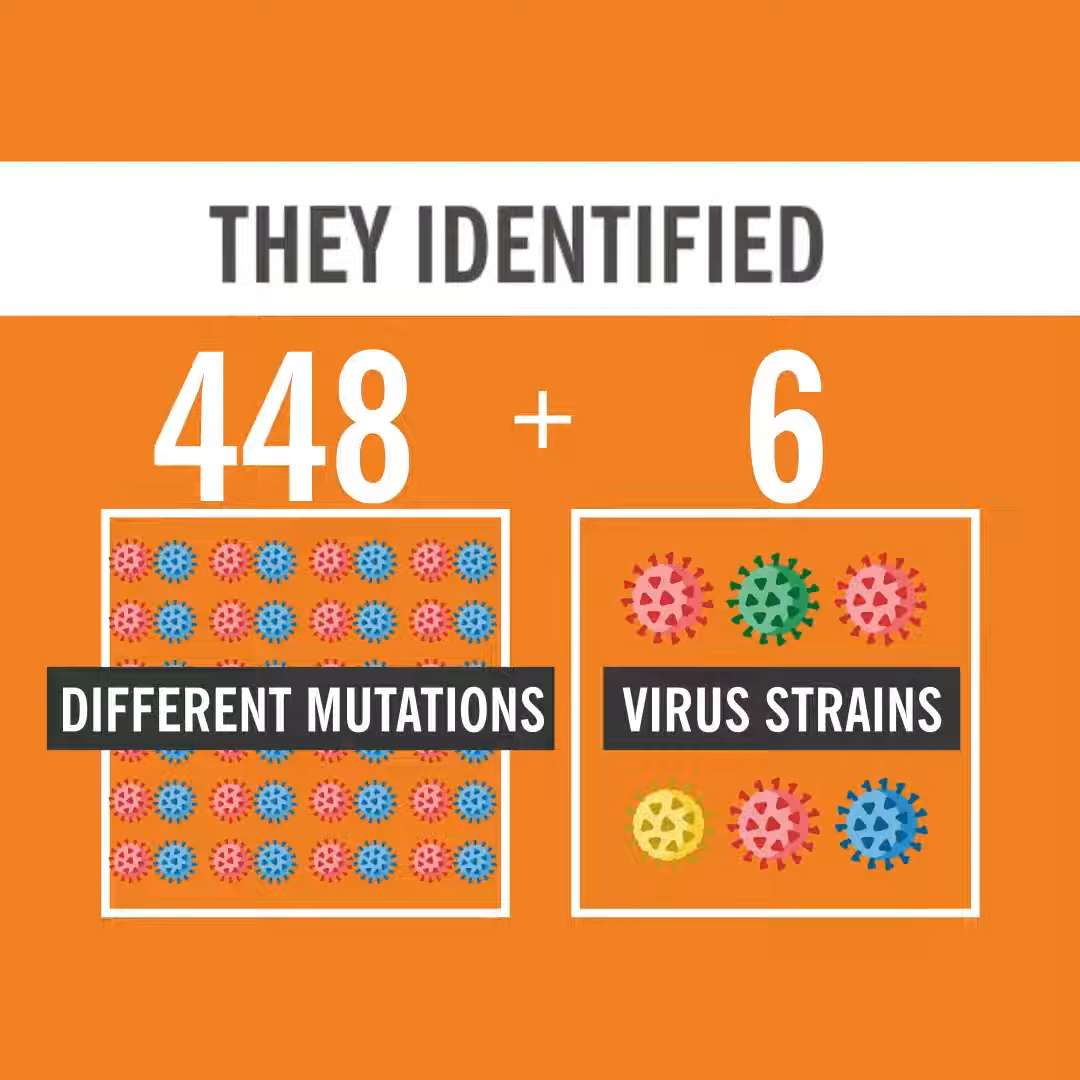 THEY IDENTIFIED
448 + 6
DIFFERENT MUTATIONS
VIRUS STRAINS